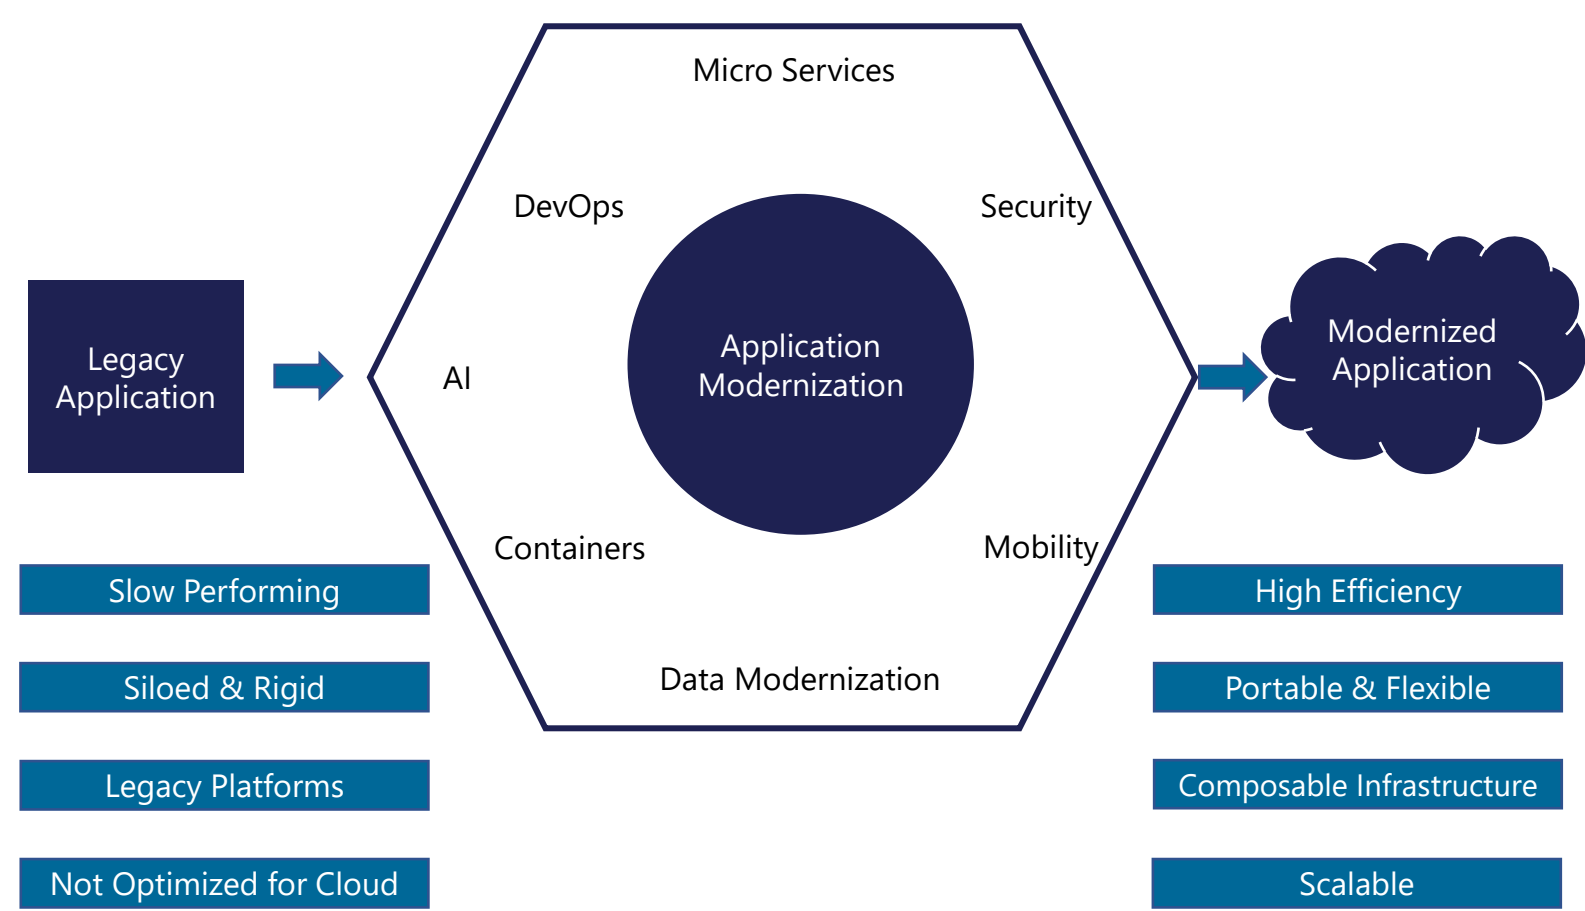 Micro Services
DevOps
Security
Legacy
Application
AI
Application
Modernization
Modernized
Application
Containers
Mobility
Data Modernization
Slow Performing
Siloed & Rigid
Legacy Platforms
Not Optimized for Cloud
High Efficiency
Portable & Flexible
Composable Infrastructure
Scalable